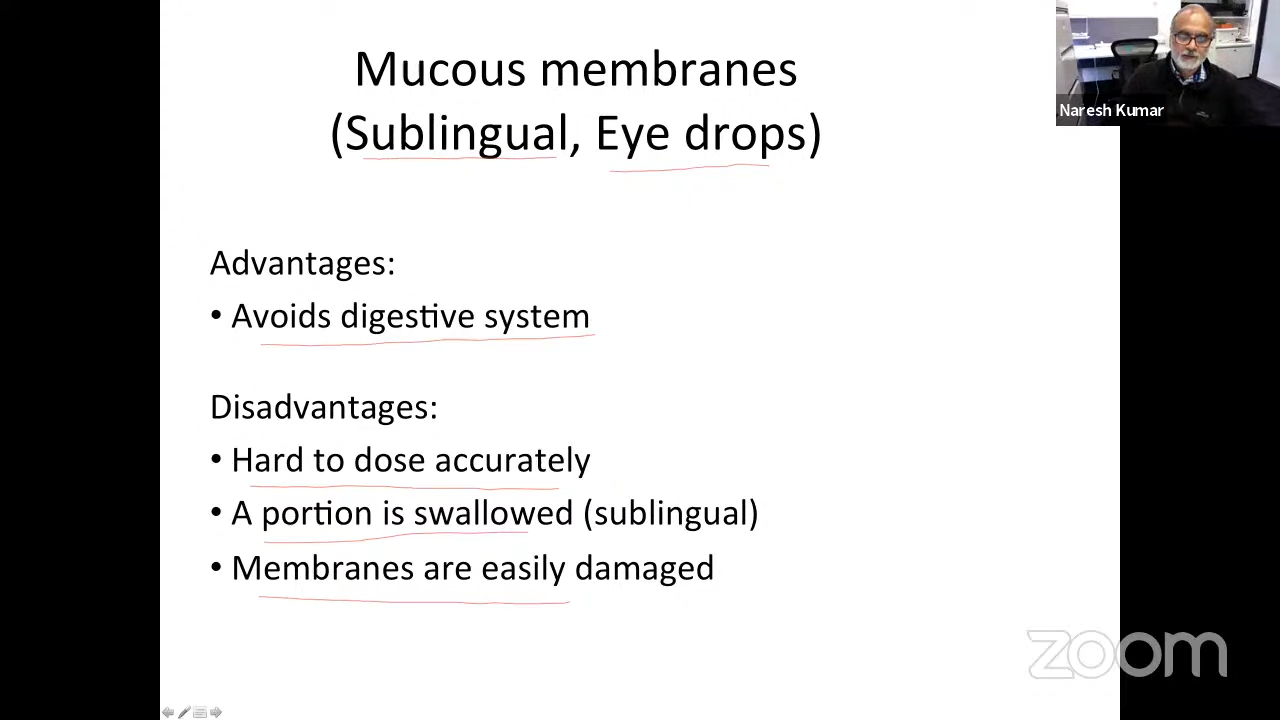 Mucous membranes
(Sublingual, Eye drops)
Advantages:
• Avoids digestive system
Disadvantages:
• Hard to dose accurately
• A portion is swallowed (sublingual)
• Membranes are easily damaged
Naresh Kumar
zoom